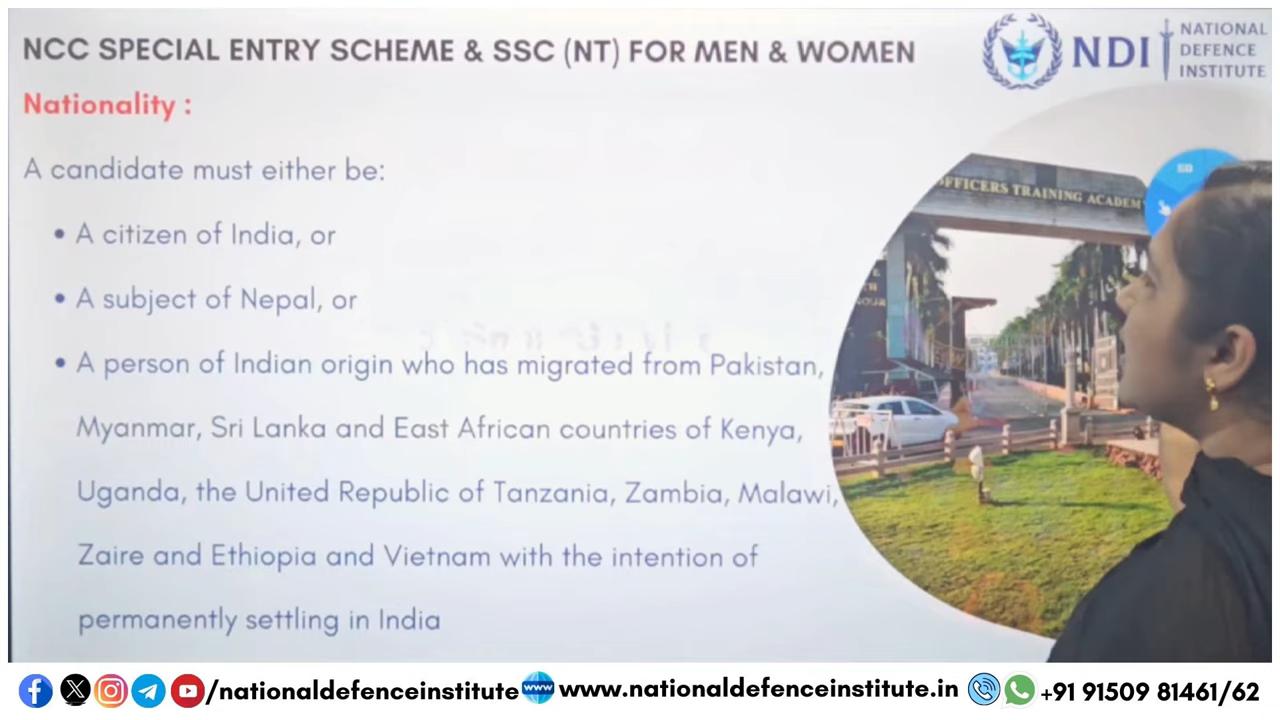 NCC SPECIAL ENTRY SCHEME & SSC (NT) FOR MEN & WOMEN
NDI
NATIONAL
DEFENCE
INSTITUTE
Nationality :
A candidate must either be:
• A citizen of India, or
• A subject of Nepal, or
• A person of Indian origin who has migrated from Pakistan,
Myanmar, Sri Lanka and East African countries of Kenya,
Uganda, the United Republic of Tanzania, Zambia, Malawi,
Zaire and Ethiopia and Vietnam with the intention of
permanently settling in India
OFFICERS TRAINING ACADEMY
/nationaldefenceinstitute
www
www.nationaldefenceinstitute.in
+91 91509 81461/62